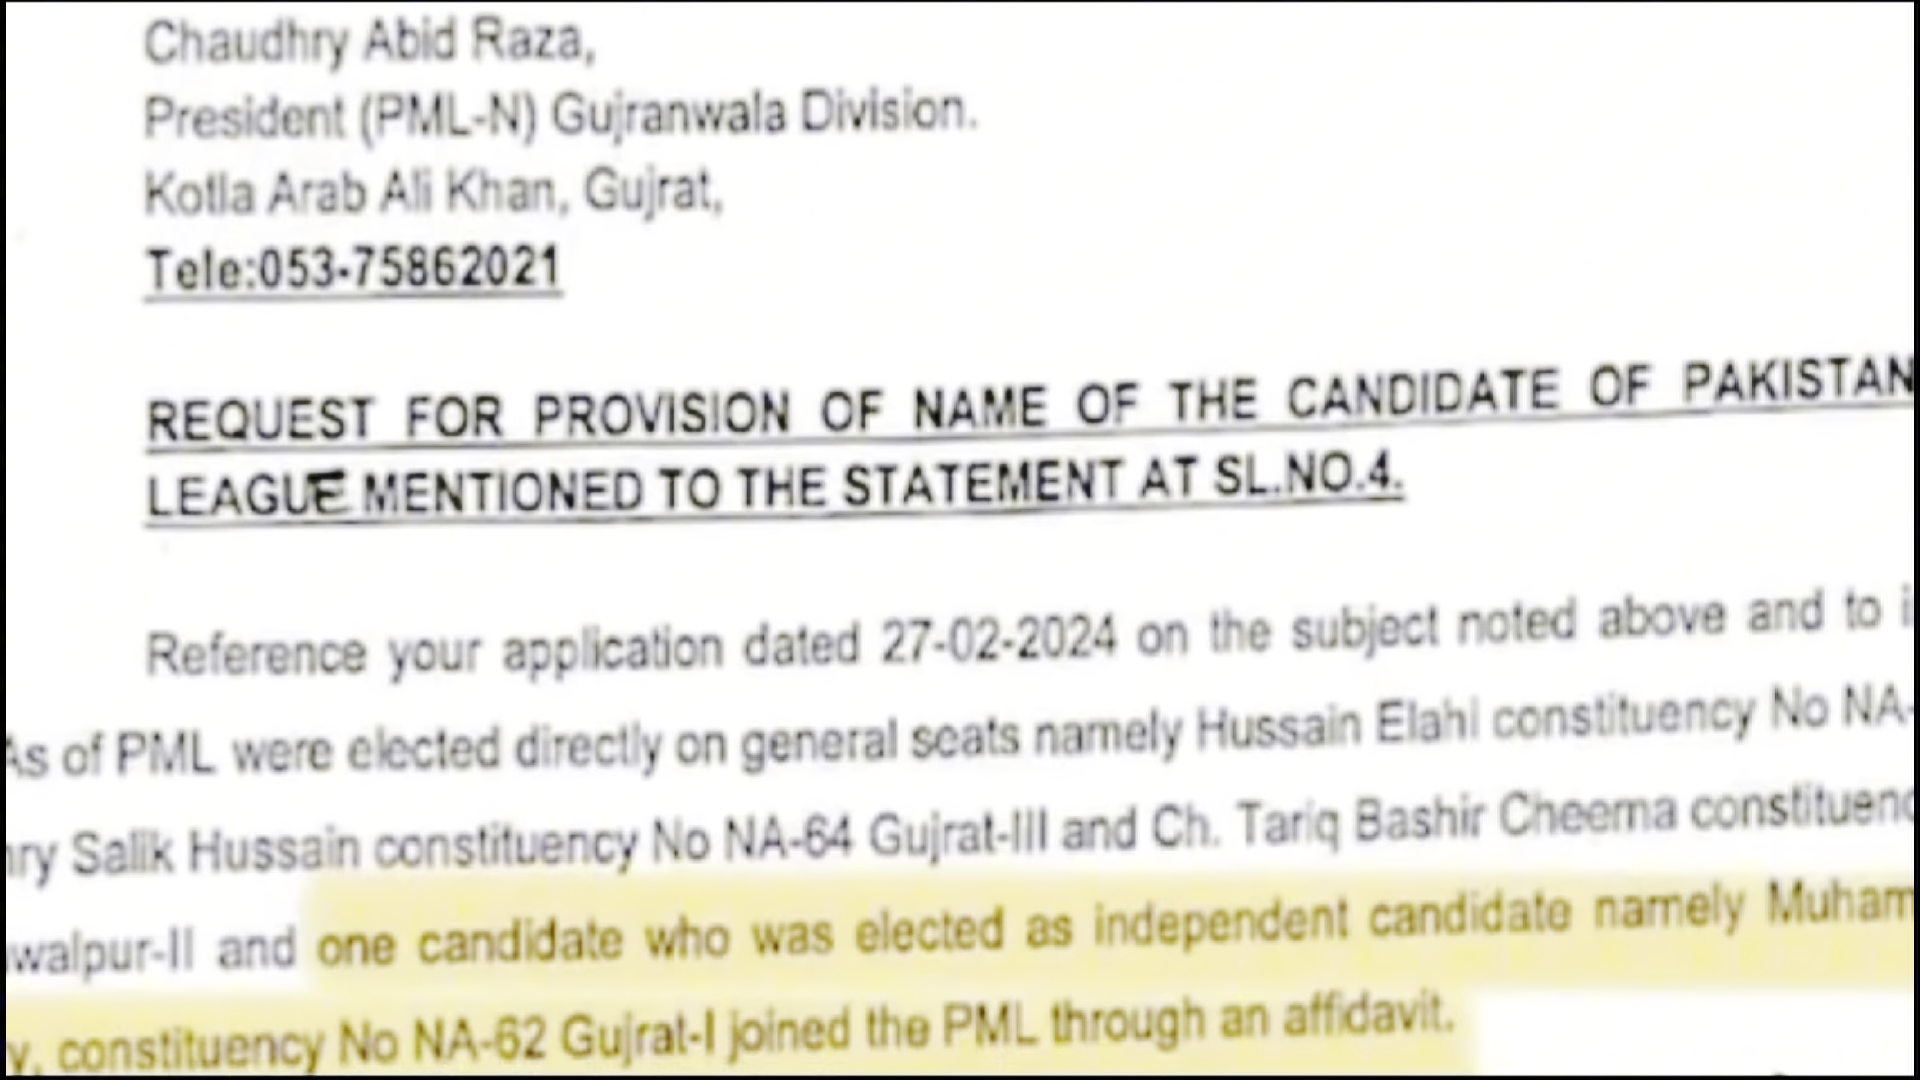 Chaudhry Abid Raza,
President (PML-N) Gujranwala Division.
Kotla Arab Ali Khan, Gujrat,
Tele:053-75862021
REQUEST FOR PROVISION OF NAME OF THE CANDIDATE OF PAKISTAN
LEAGUE MENTIONED TO THE STATEMENT AT SL.NO.4.
Reference your application dated 27-02-2024 on the subject noted above and to
As of PML were elected directly on general seats namely Hussain Elahi constituency No NA-
ry Salik Hussain constituency No NA-64 Gujrat-III and Ch. Tariq Bashir Cheema constituenc
walpur-II and one candidate who was elected as independent candidate namely Muham
y, constituency No NA-62 Gujrat-I joined the PML through an affidavit.